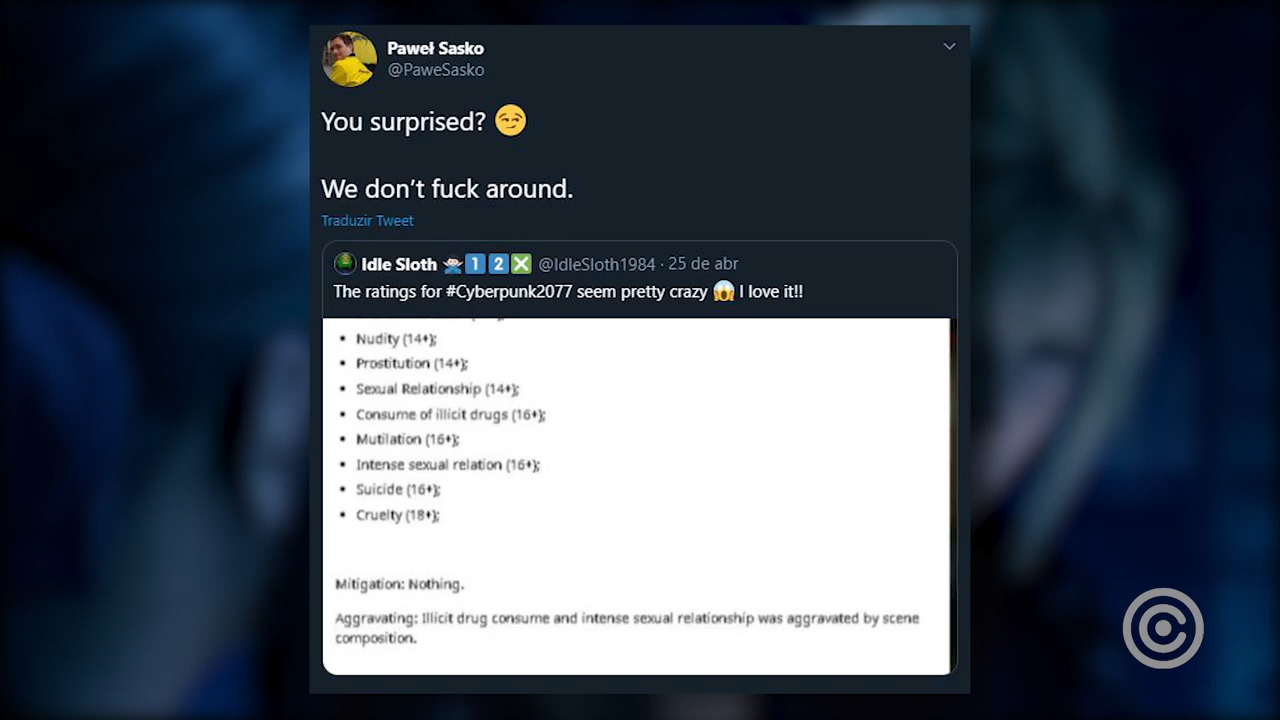 Paweł Sasko
@PaweSasko
You surprised? 😏
We don't fuck around.
Traduzir Tweet
Idle Sloth 🙅🏻‍♂️1️⃣2️⃣❎ @IdleSloth1984 · 25 de abr
The ratings for #Cyberpunk2077 seem pretty crazy 😱 I love it!!
• Nudity (14+);
• Prostitution (14+);
• Sexual Relationship (14+);
• Consume of illicit drugs (16+);
• Mutilation (16+);
• Intense sexual relation (16+);
• Suicide (16+);
• Cruelty (18+);
Mitigation: Nothing.
Aggravating: Illicit drug consume and intense sexual relationship was aggravated by scene
composition.